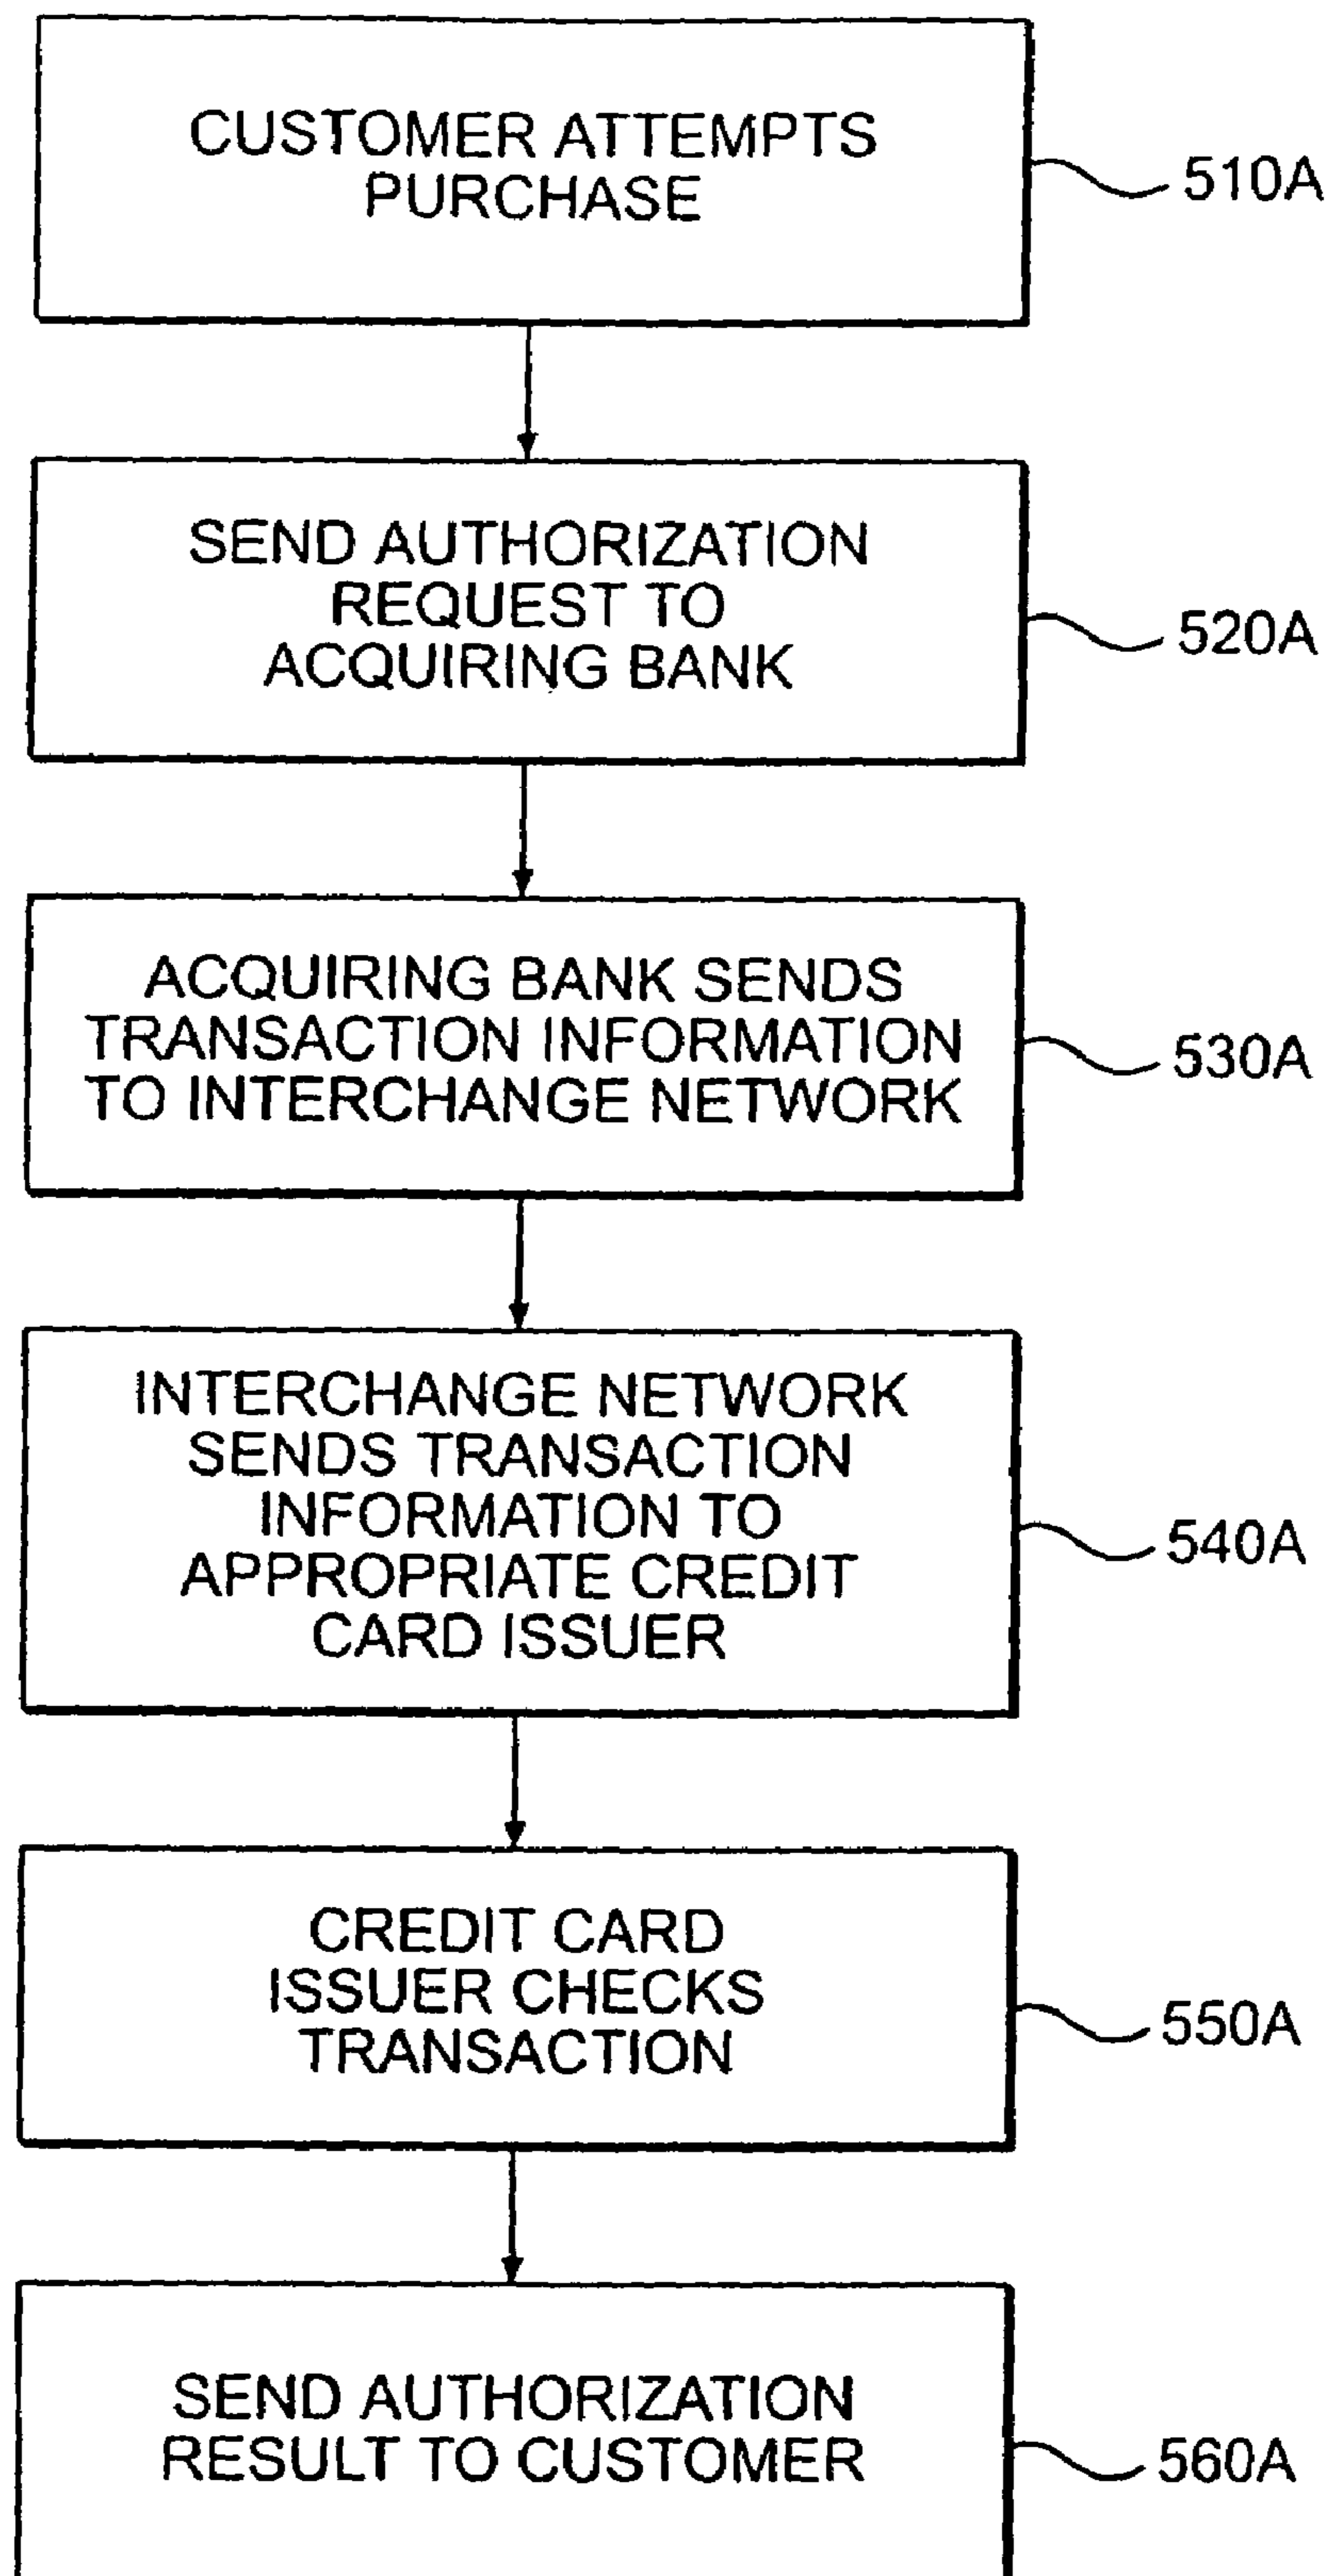 CUSTOMER ATTEMPTS
PURCHASE
510A
SEND AUTHORIZATION
REQUEST TO
ACQUIRING BANK
520A
ACQUIRING BANK SENDS
TRANSACTION INFORMATION
TO INTERCHANGE NETWORK
530A
INTERCHANGE NETWORK
SENDS TRANSACTION
INFORMATION TO
APPROPRIATE CREDIT
CARD ISSUER
540A
CREDIT CARD
ISSUER CHECKS
TRANSACTION
550A
SEND AUTHORIZATION
RESULT TO CUSTOMER
560A